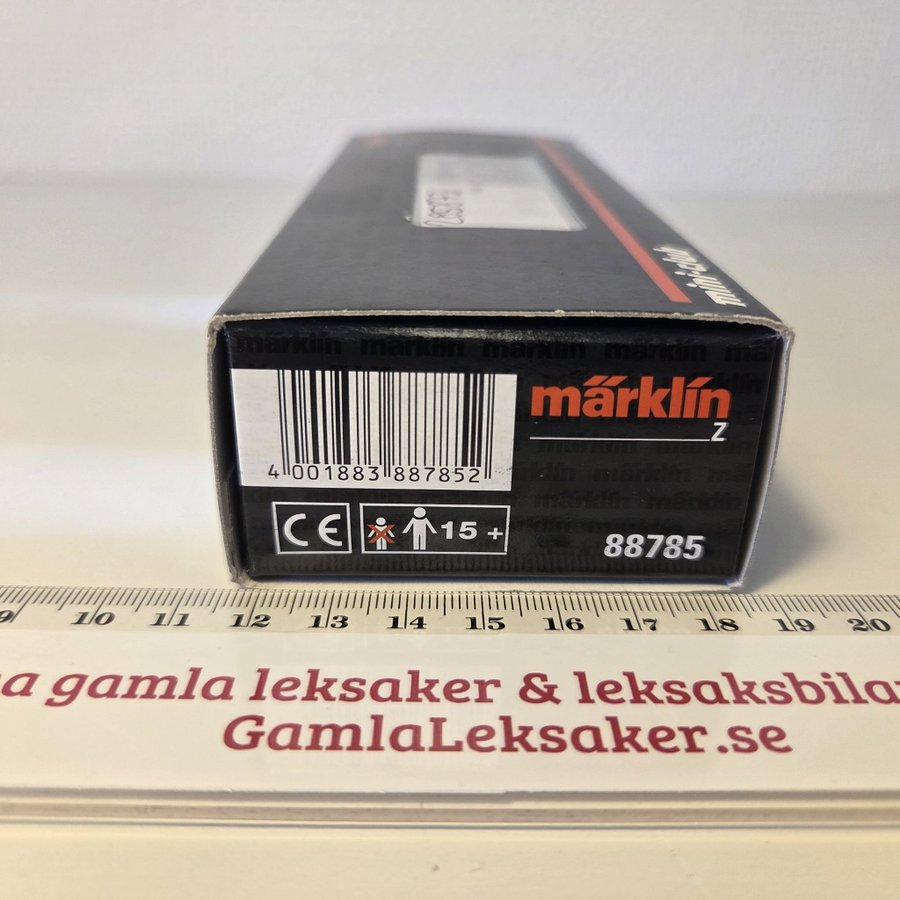 mini-club
märklin märklin märklin märklin
märklin
Z
4 001883 887852
CE
15 +
88785
9 10 11 12 13 14 15 16 17 18 19 20
a gamla leksaker & leksaksbila
GamlaLeksaker.se